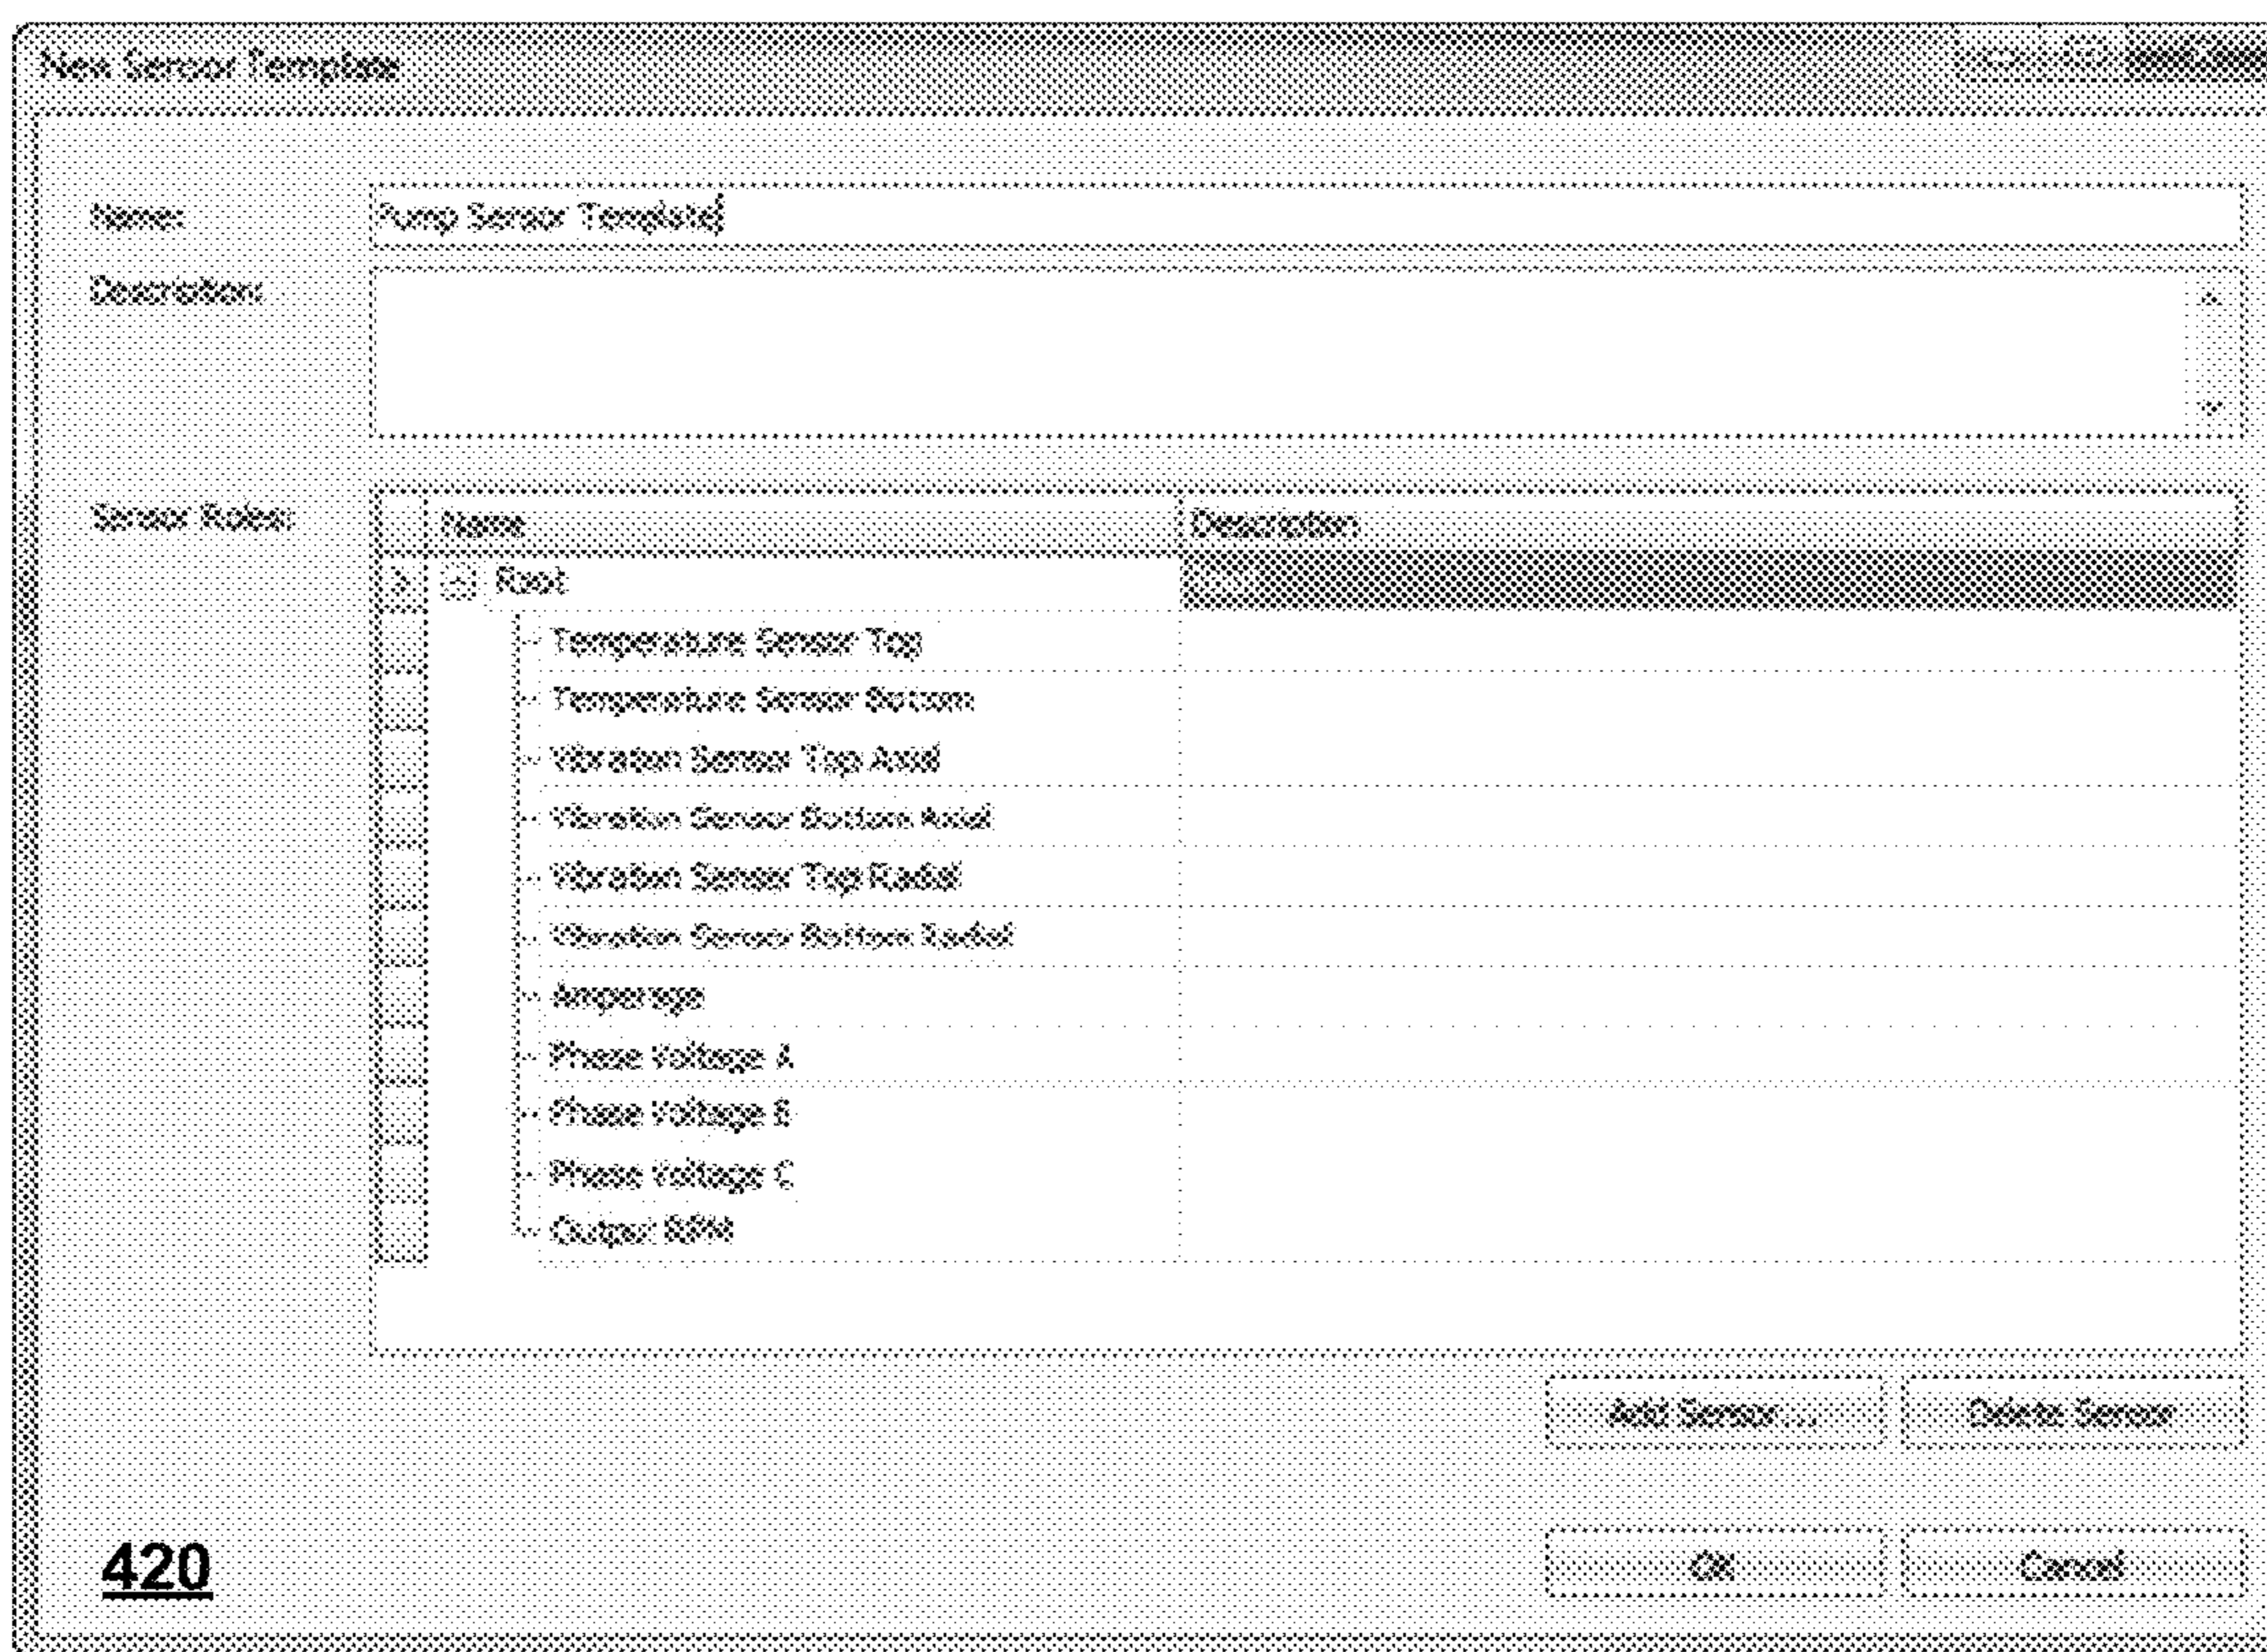 New Sensor Template
Name: Pump Sensor Template
Description:
Sensor Roles:
Name Description
Root
Temperature Sensor Top
Temperature Sensor Bottom
Vibration Sensor Top Axial
Vibration Sensor Bottom Axial
Vibration Sensor Top Radial
Vibration Sensor Bottom Radial
Amperage
Phase Voltage A
Phase Voltage B
Phase Voltage C
Output RPM
Add Sensor... Delete Sensor
OK Cancel
420